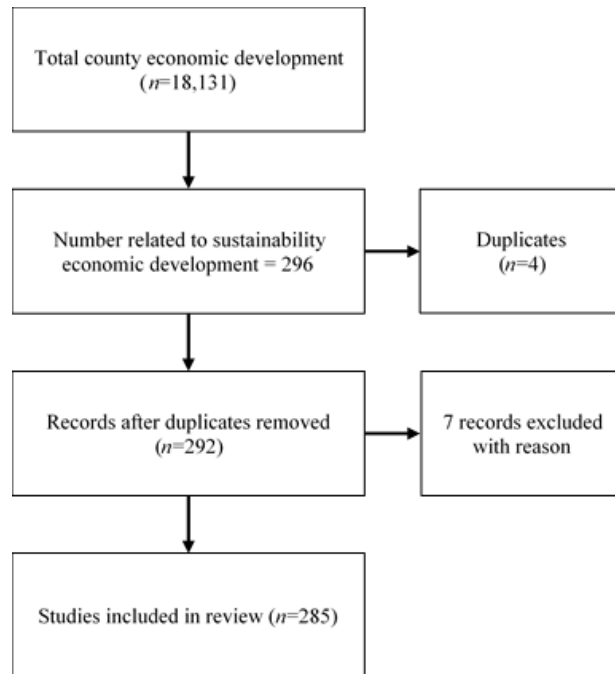 Total county economic development
(n=18,131)
Number related to sustainability
economic development = 296
Duplicates
(n=4)
Records after duplicates removed
(n=292)
7 records excluded
with reason
Studies included in review (n=285)